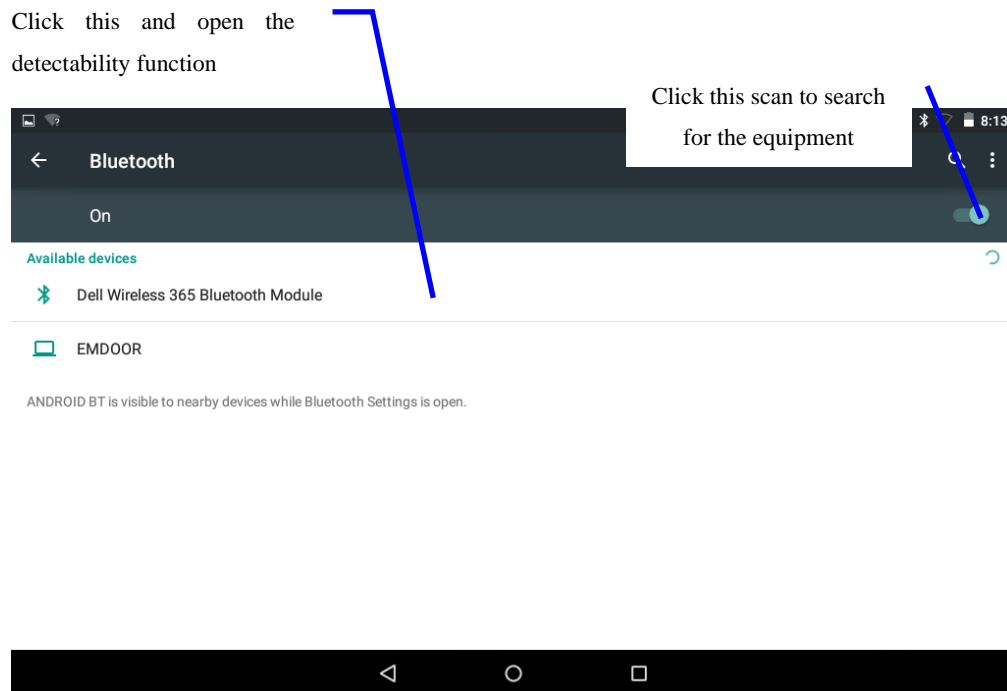 Click this and open the
detectability function
Click this scan to search
for the equipment
?
8:13
Bluetooth
On
Available devices
Dell Wireless 365 Bluetooth Module
EMDOOR
ANDROID BT is visible to nearby devices while Bluetooth Settings is open.